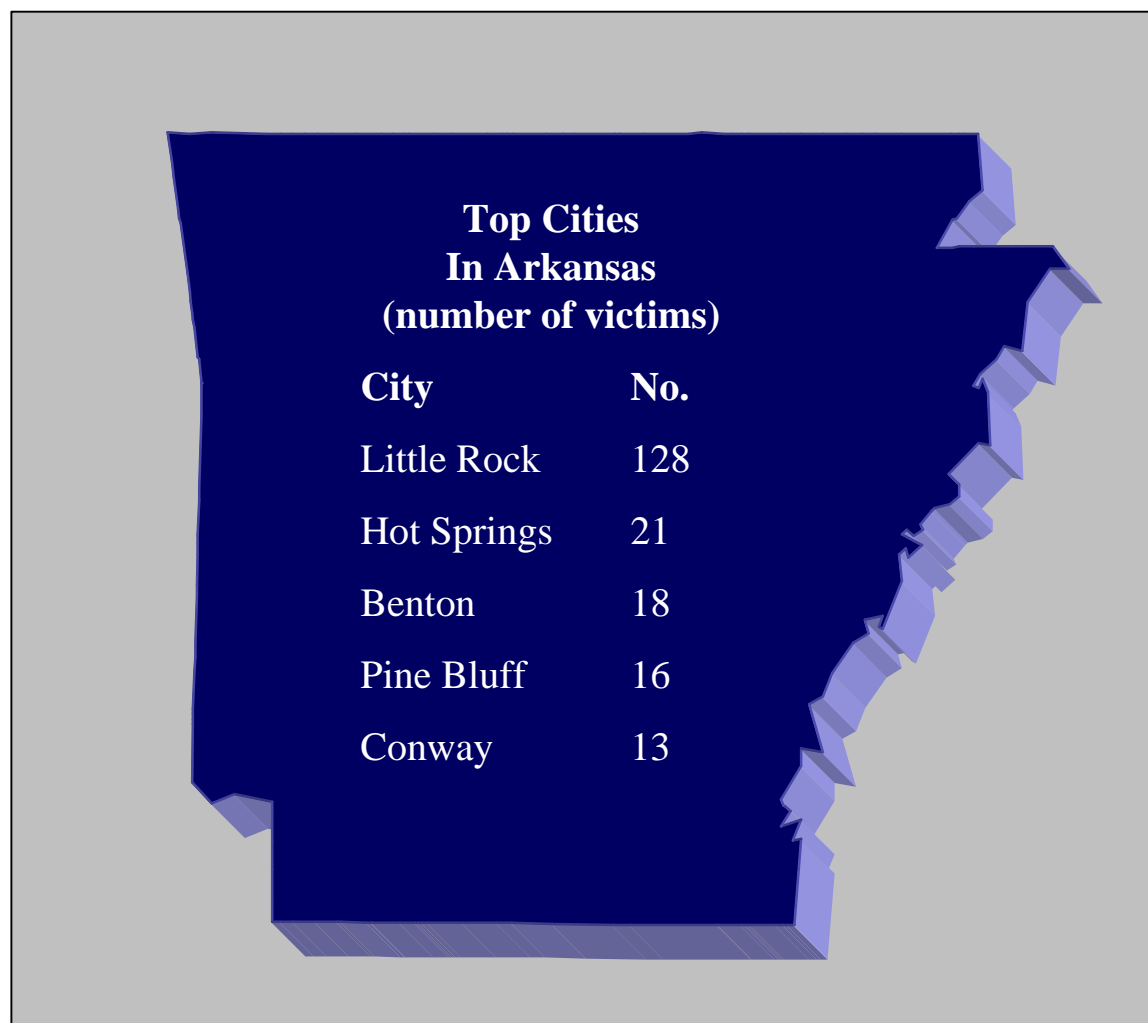 Top Cities
In Arkansas
(number of victims)
City No.
Little Rock 128
Hot Springs 21
Benton 18
Pine Bluff 16
Conway 13